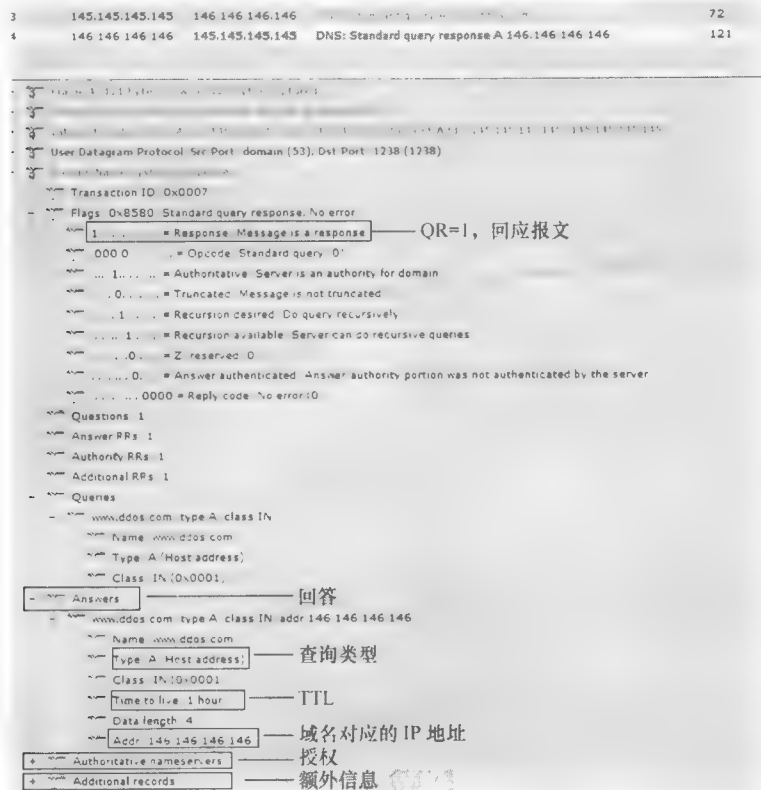 3 145.145.145.145 146.146.146.146 72
4 146.146.146.146 145.145.145.145 DNS: Standard query response A 146.146.146.146 121
User Datagram Protocol Src Port domain (53), Dst Port 1238 (1238)
Transaction ID 0x0007
Flags 0x8580 Standard query response, No error
1 . . = Response Message is a response —— QR=1，回应报文
000 0 . = Opcode Standard query 0
... 1... . = Authoritative Server is an authority for domain
.0. . . = Truncated Message is not truncated
. 1 . . = Recursion desired Do query recursively
.... 1 . = Recursion available Server can do recursive queries
..0. = Z reserved 0
......0. = Answer authenticated Answer authority portion was not authenticated by the server
...... 0000 = Reply code No error (0
Questions 1
Answer RRs 1
Authority RRs 1
Additional RRs 1
- Queries
- www.ddos com type A class IN
Name www.ddos com
Type A (Host address)
Class IN (0x0001)
- Answers —— 回答
- www.ddos com type A class IN addr 146 146 146 146
Name www.ddos com
Type A Host address) —— 查询类型
Class IN (0x0001
Time to live 1 hour —— TTL
Data length 4
Addr 146 146 146 146 —— 域名对应的 IP 地址
+ Authoritative nameservers —— 授权
+ Additional records —— 额外信息